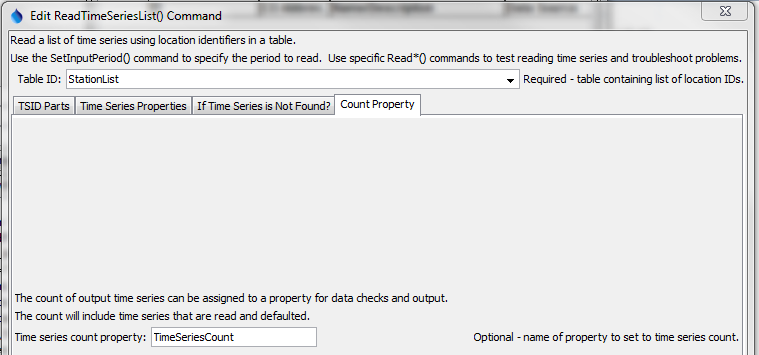 Edit ReadTimeSeriesList() Command
Read a list of time series using location identifiers in a table.
Use the SetInputPeriod() command to specify the period to read.  Use specific Read*() commands to test reading time series and troubleshoot problems.
Table ID: StationList Required - table containing list of location IDs.
TSID Parts Time Series Properties If Time Series is Not Found? Count Property
The count of output time series can be assigned to a property for data checks and output.
The count will include time series that are read and defaulted.
Time series count property: TimeSeriesCount Optional - name of property to set to time series count.